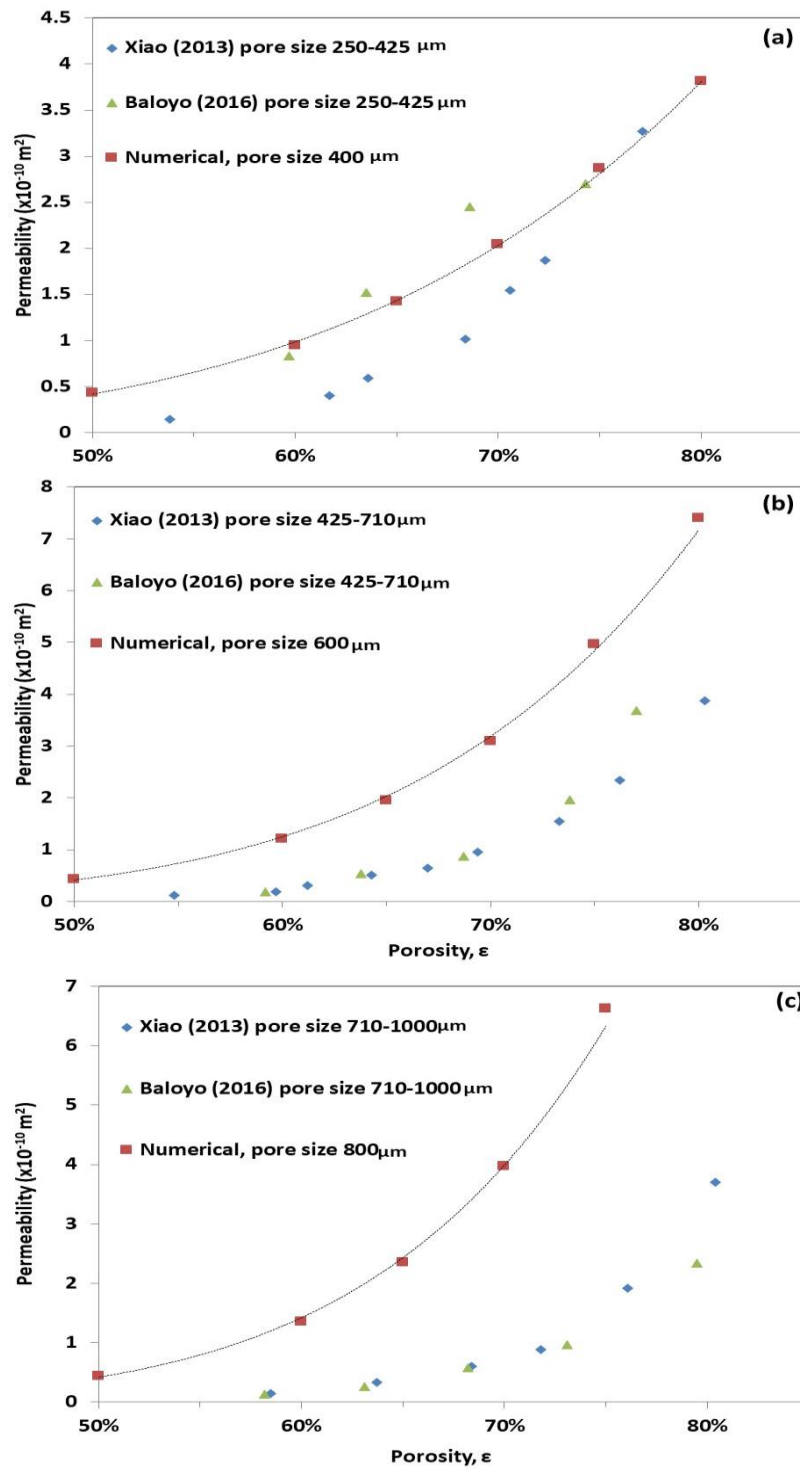 (a)
Xiao (2013) pore size 250-425 μm
Baloyo (2016) pore size 250-425 μm
Numerical, pore size 400 μm
Permeability (x10⁻¹⁰ m²)
4.5
4
3.5
3
2.5
2
1.5
1
0.5
0
50%
60%
70%
80%
(b)
Xiao (2013) pore size 425-710μm
Baloyo (2016) pore size 425-710μm
Numerical, pore size 600μm
Permeability (x10⁻¹⁰ m²)
8
7
6
5
4
3
2
1
0
50%
60%
70%
80%
Porosity, ε
(c)
Xiao (2013) pore size 710-1000μm
Baloyo (2016) pore size 710-1000μm
Numerical, pore size 800μm
Permeability (x10⁻¹⁰ m²)
7
6
5
4
3
2
1
0
50%
60%
70%
80%
Porosity, ε